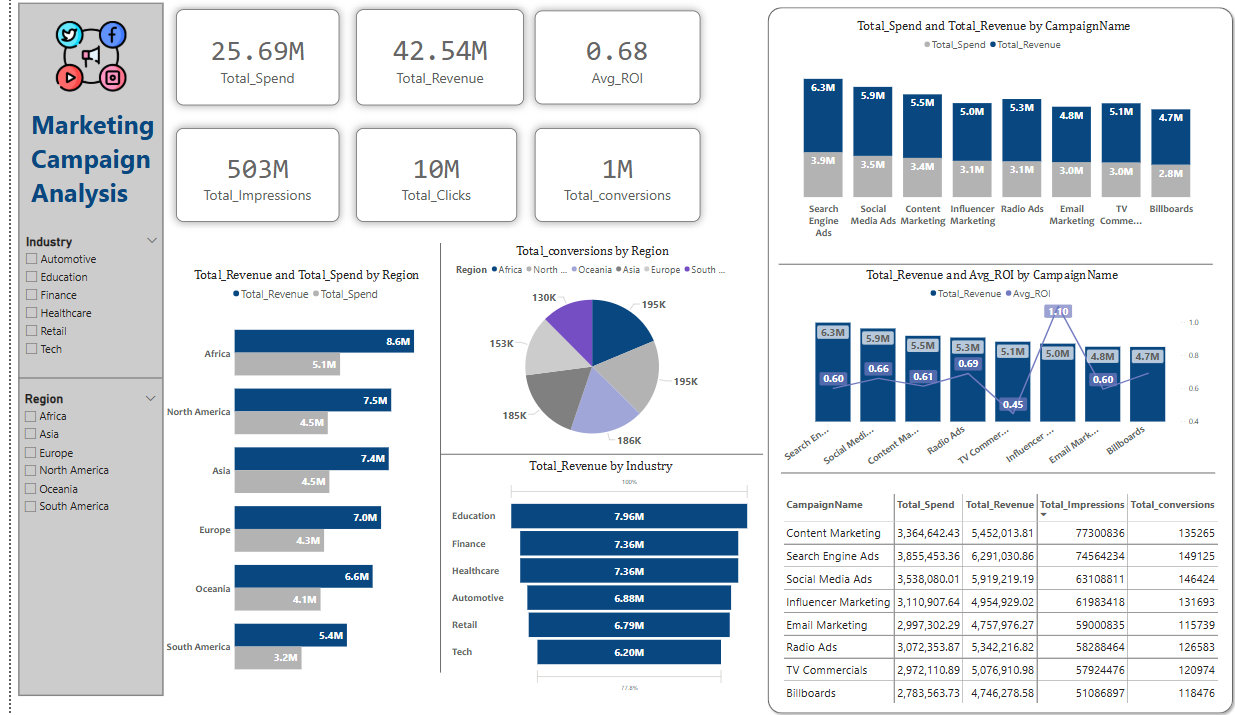 Marketing
Campaign
Analysis
Industry
Automotive
Education
Finance
Healthcare
Retail
Tech
Region
Africa
Asia
Europe
North America
Oceania
South America
25.69M
Total_Spend
42.54M
Total_Revenue
0.68
Avg_ROI
503M
Total_Impressions
10M
Total_Clicks
1M
Total_conversions
Total_Revenue and Total_Spend by Region
Total_Revenue Total_Spend
Africa 8.6M
5.1M
North America 7.5M
4.5M
Asia 7.4M
4.5M
Europe 7.0M
4.3M
Oceania 6.6M
4.1M
South America 5.4M
3.2M
Total_conversions by Region
Region Africa North ... Oceania Asia Europe South ...
130K 195K
153K
195K
185K
186K
Total_Revenue by Industry
100%
Education 7.96M
Finance 7.36M
Healthcare 7.36M
Automotive 6.88M
Retail 6.79M
Tech 6.20M
77.8%
Total_Spend and Total_Revenue by CampaignName
Total_Spend Total_Revenue
6.3M 5.9M 5.5M 5.0M 5.3M 4.8M 5.1M 4.7M
3.9M 3.5M 3.4M 3.1M 3.1M 3.0M 3.0M 2.8M
Search Social Content Influencer Radio Ads Email TV Billboards
Engine Media Ads Marketing Marketing Marketing Comme...
Ads
Total_Revenue and Avg_ROI by CampaignName
Total_Revenue Avg_ROI
6.3M 5.9M 5.5M 5.3M 5.1M 5.0M 4.8M 4.7M
0.60 0.66 0.61 0.69 0.45 1.10 0.60
1.0
0.8
0.6
0.4
Search En... Social Medi... Content Ma... Radio Ads TV Commer... Influencer ... Email Mark... Billboards
CampaignName Total_Spend Total_Revenue Total_Impressions Total_conversions
Content Marketing 3,364,642.43 5,452,013.81 77300836 135265
Search Engine Ads 3,855,453.36 6,291,030.86 74564234 149125
Social Media Ads 3,538,080.01 5,919,219.19 63108811 146424
Influencer Marketing 3,110,907.64 4,954,929.02 61983418 131693
Email Marketing 2,997,302.29 4,757,976.27 59000835 115739
Radio Ads 3,072,353.87 5,342,216.82 58288464 126583
TV Commercials 2,972,110.89 5,076,910.98 57924476 120974
Billboards 2,783,563.73 4,746,278.58 51086897 118476